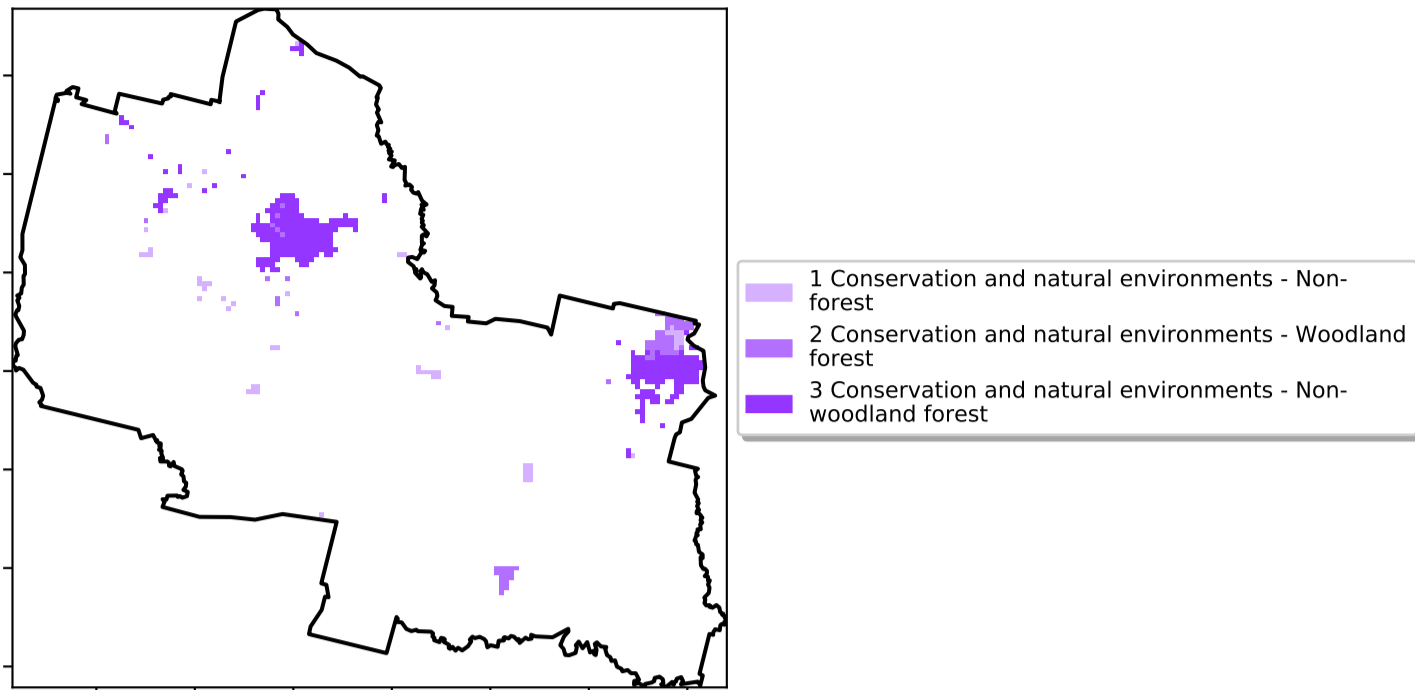 1 Conservation and natural environments - Non-
forest
2 Conservation and natural environments - Woodland
forest
3 Conservation and natural environments - Non-
woodland forest